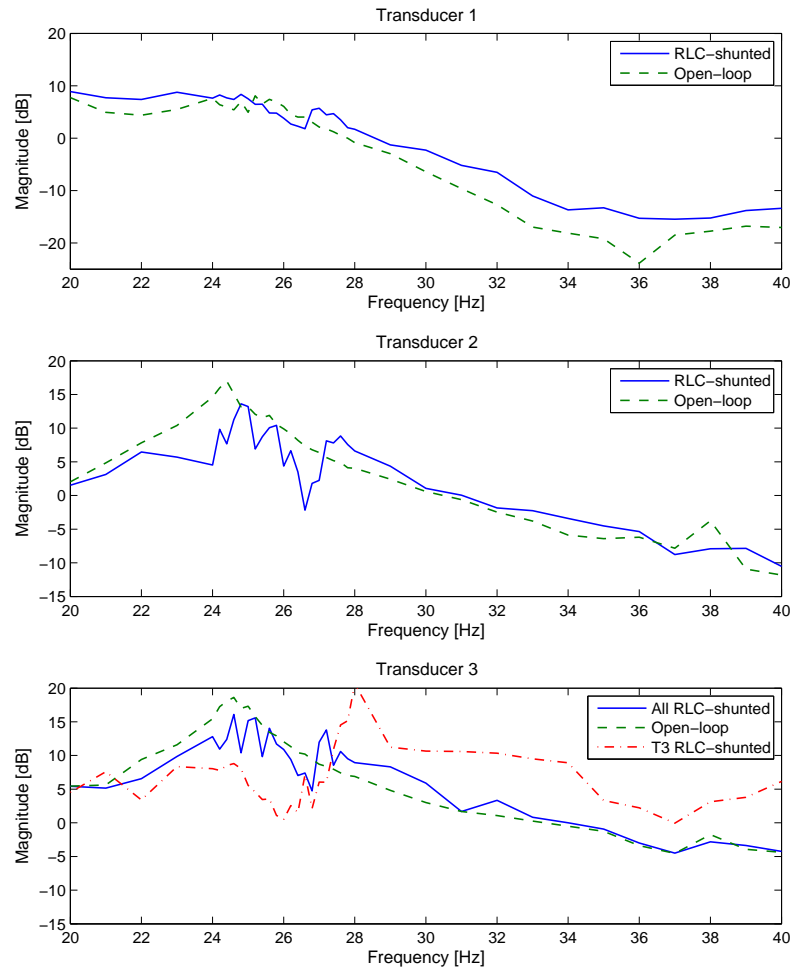 Transducer 1
20
10
0
−10
−20
Magnitude [dB]
RLC−shunted
Open−loop
20 22 24 26 28 30 32 34 36 38 40
Frequency [Hz]
Transducer 2
20
15
10
5
0
−5
−10
−15
Magnitude [dB]
RLC−shunted
Open−loop
20 22 24 26 28 30 32 34 36 38 40
Frequency [Hz]
Transducer 3
20
15
10
5
0
−5
−10
−15
Magnitude [dB]
All RLC−shunted
Open−loop
T3 RLC−shunted
20 22 24 26 28 30 32 34 36 38 40
Frequency [Hz]